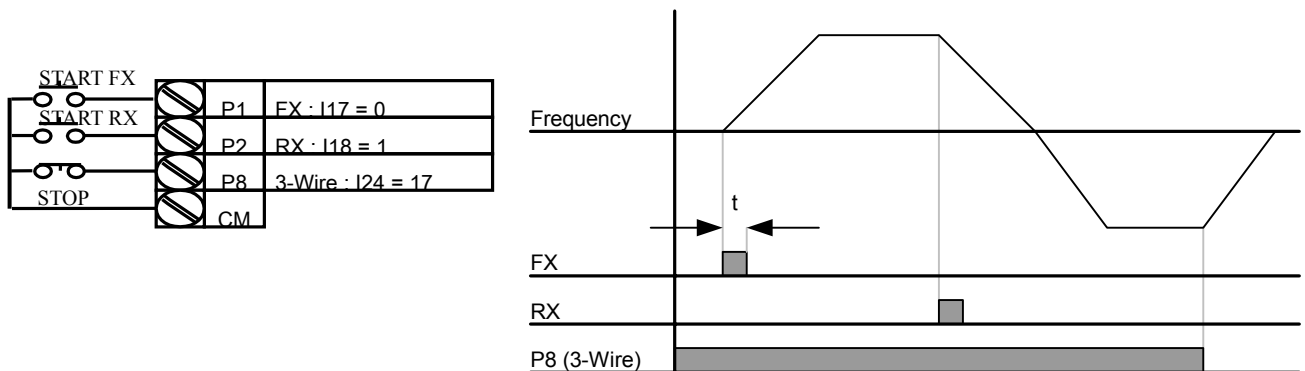 START FX
P1 FX : I17 = 0
START RX
P2 RX : I18 = 1
P8 3-Wire : I24 = 17
STOP
CM
Frequency
t
FX
RX
P8 (3-Wire)